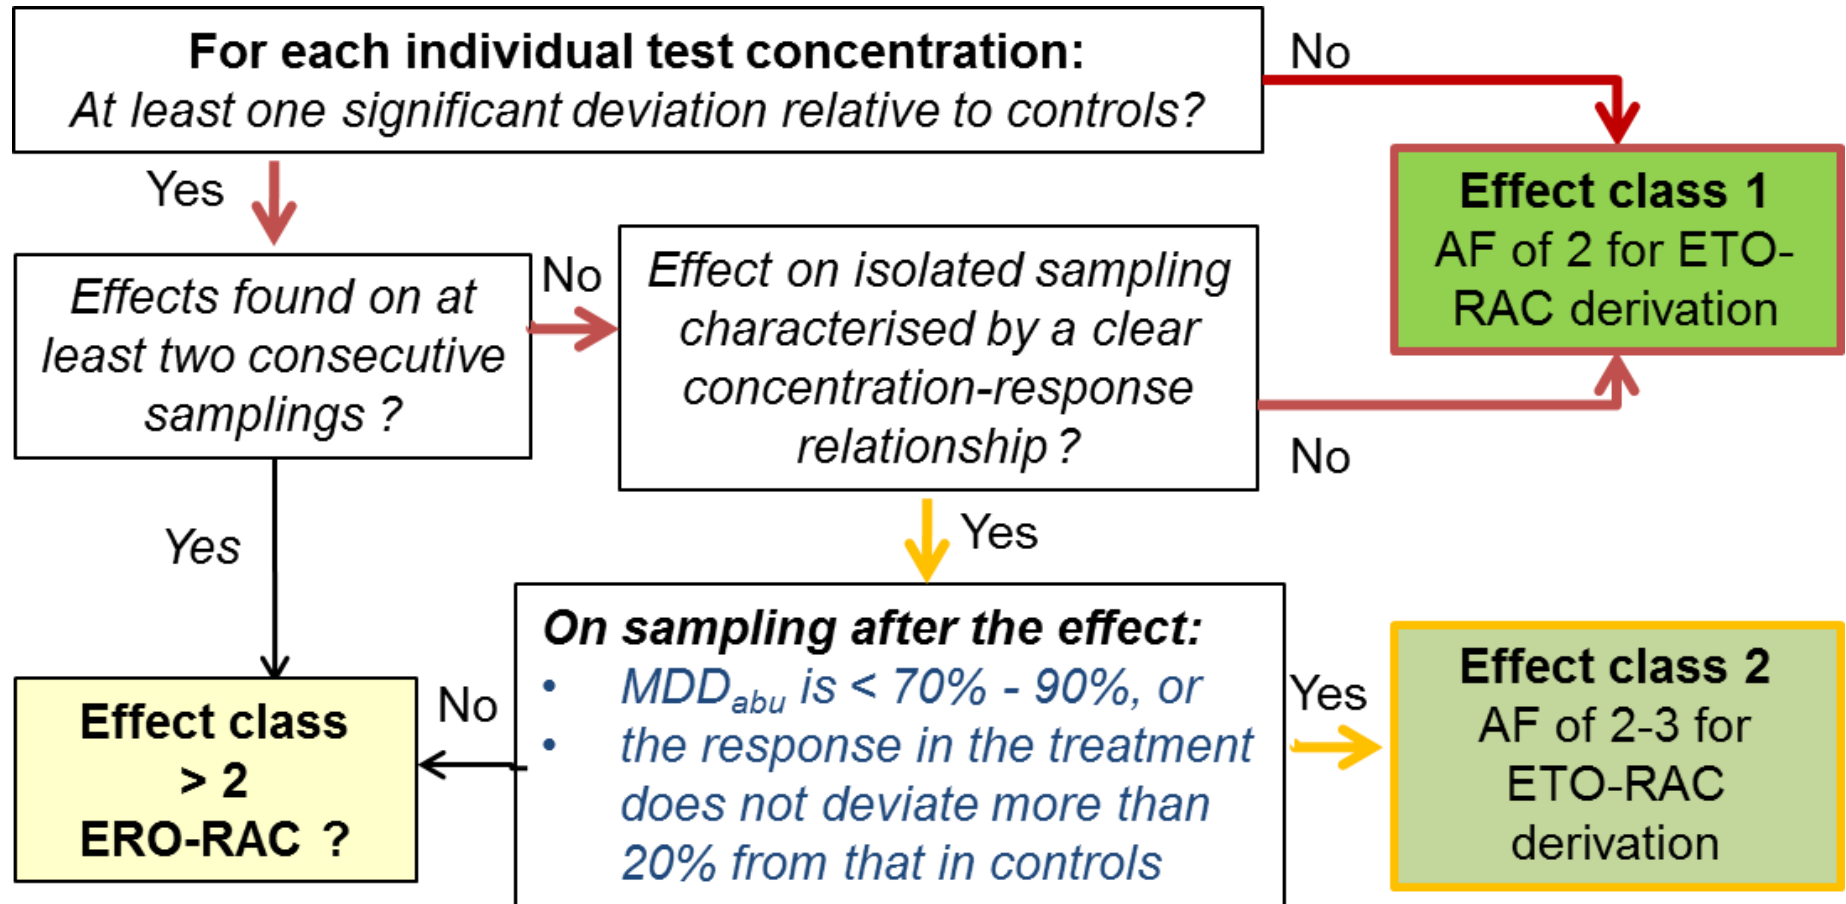 For each individual test concentration:
At least one significant deviation relative to controls?
No
Effect class 1
AF of 2 for ETO-
RAC derivation
Yes
Effects found on at
least two consecutive
samplings ?
No
Effect on isolated sampling
characterised by a clear
concentration-response
relationship ?
No
Yes
Yes
On sampling after the effect:
• MDDabu is < 70% - 90%, or
• the response in the treatment
does not deviate more than
20% from that in controls
No
Effect class
> 2
ERO-RAC ?
Yes
Effect class 2
AF of 2-3 for
ETO-RAC
derivation